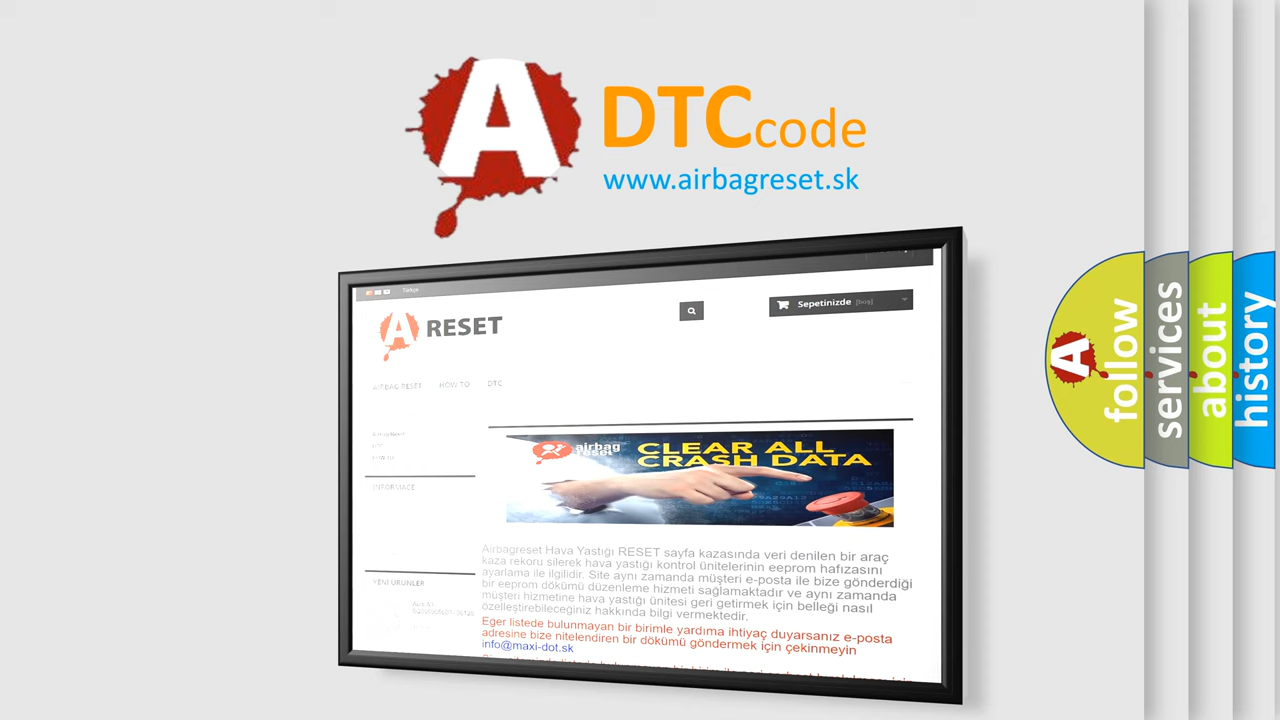 A
DTCcode
www.airbagreset.sk
Türkçe
A RESET
Sepetinizde [boş]
AIRBAG RESET HOW TO DTC
INFORMACE
airbag
reset
CLEAR ALL
CRASH DATA
YENI ÜRÜNLER
Airbagreset Hava Yastığı RESET sayfa kazasında veri denilen bir araç
kaza rekoru silerek hava yastığı kontrol ünitelerinin eeprom hafızasını
ayarlama ile ilgilidir. Site aynı zamanda müşteri e-posta ile bize gönderdiği
bir eeprom dökümü düzenleme hizmeti sağlamaktadır ve aynı zamanda
müşteri hizmetine hava yastığı ünitesi geri getirmek için belleği nasıl
özelleştirebileceğiniz hakkında bilgi vermektedir.
Eğer listede bulunmayan bir birimle yardıma ihtiyaç duyarsanız e-posta
adresine bize nitelendiren bir dökümü göndermek için çekinmeyin
info@maxi-dot.sk
A
follow
services
about
history